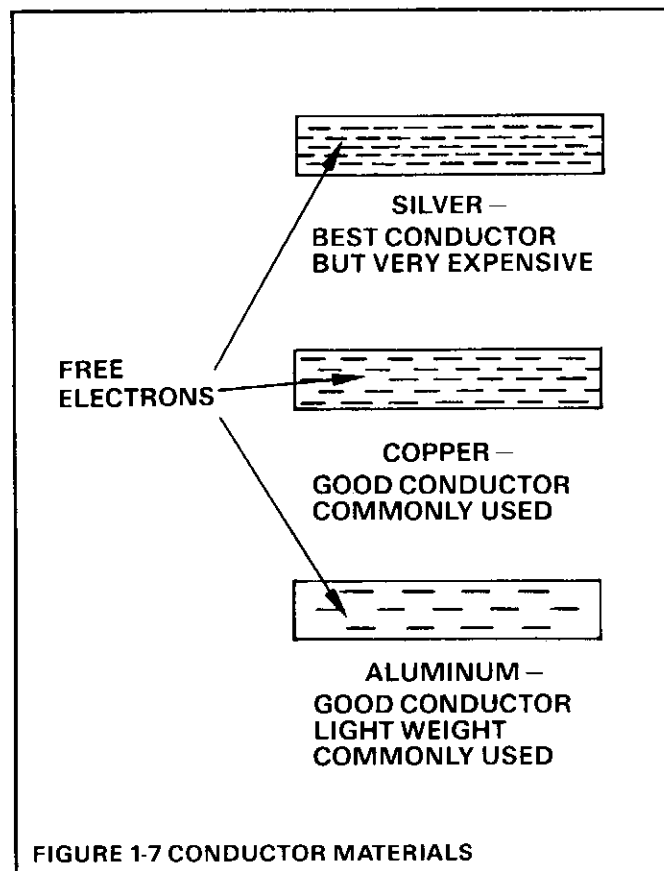 SILVER —
BEST CONDUCTOR
BUT VERY EXPENSIVE
FREE
ELECTRONS
COPPER —
GOOD CONDUCTOR
COMMONLY USED
ALUMINUM —
GOOD CONDUCTOR
LIGHT WEIGHT
COMMONLY USED
FIGURE 1-7 CONDUCTOR MATERIALS